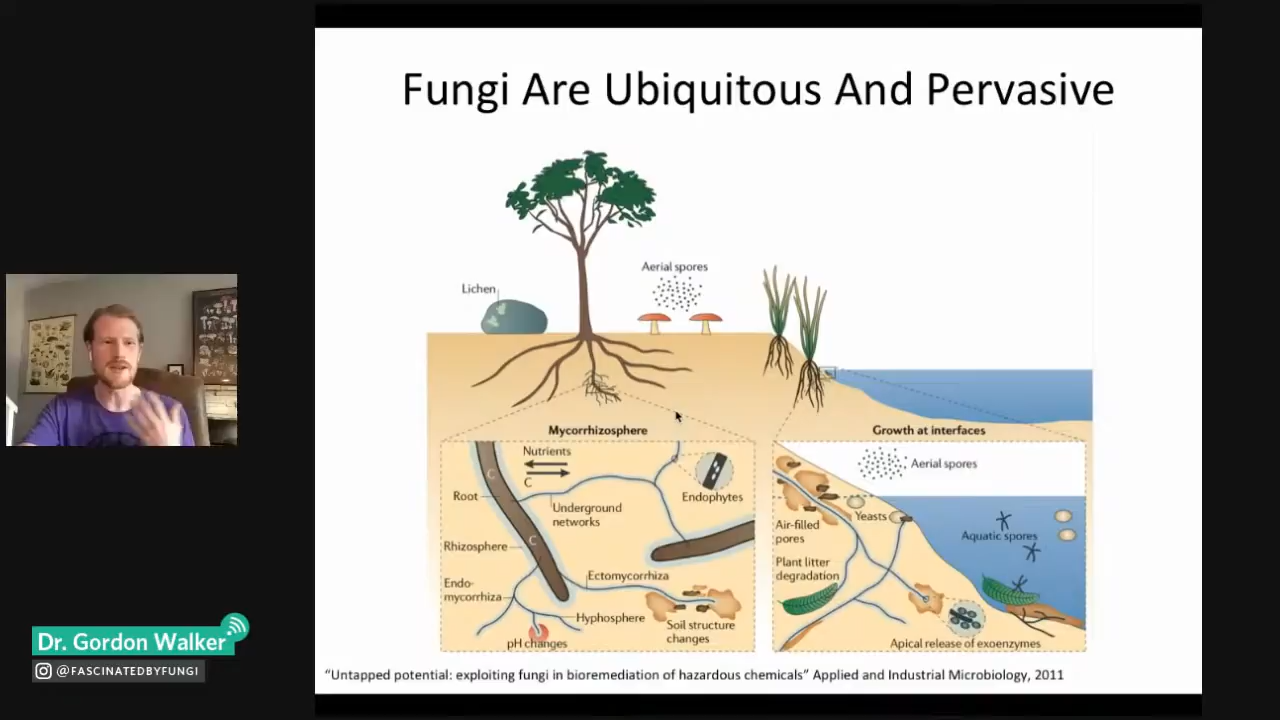 Fungi Are Ubiquitous And Pervasive
Aerial spores
Lichen
Mycorrhizosphere
Growth at interfaces
Nutrients
C
C
Root
Underground
networks
Endophytes
Rhizosphere
C
Endo-
mycorrhiza
Ectomycorrhiza
Hyphosphere
Soil structure
changes
pH changes
Aerial spores
Yeasts
Air-filled
pores
Aquatic spores
Plant litter
degradation
Apical release of exoenzymes
"Untapped potential: exploiting fungi in bioremediation of hazardous chemicals" Applied and Industrial Microbiology, 2011
Dr. Gordon Walker
@FASCINATEDBYFUNGI